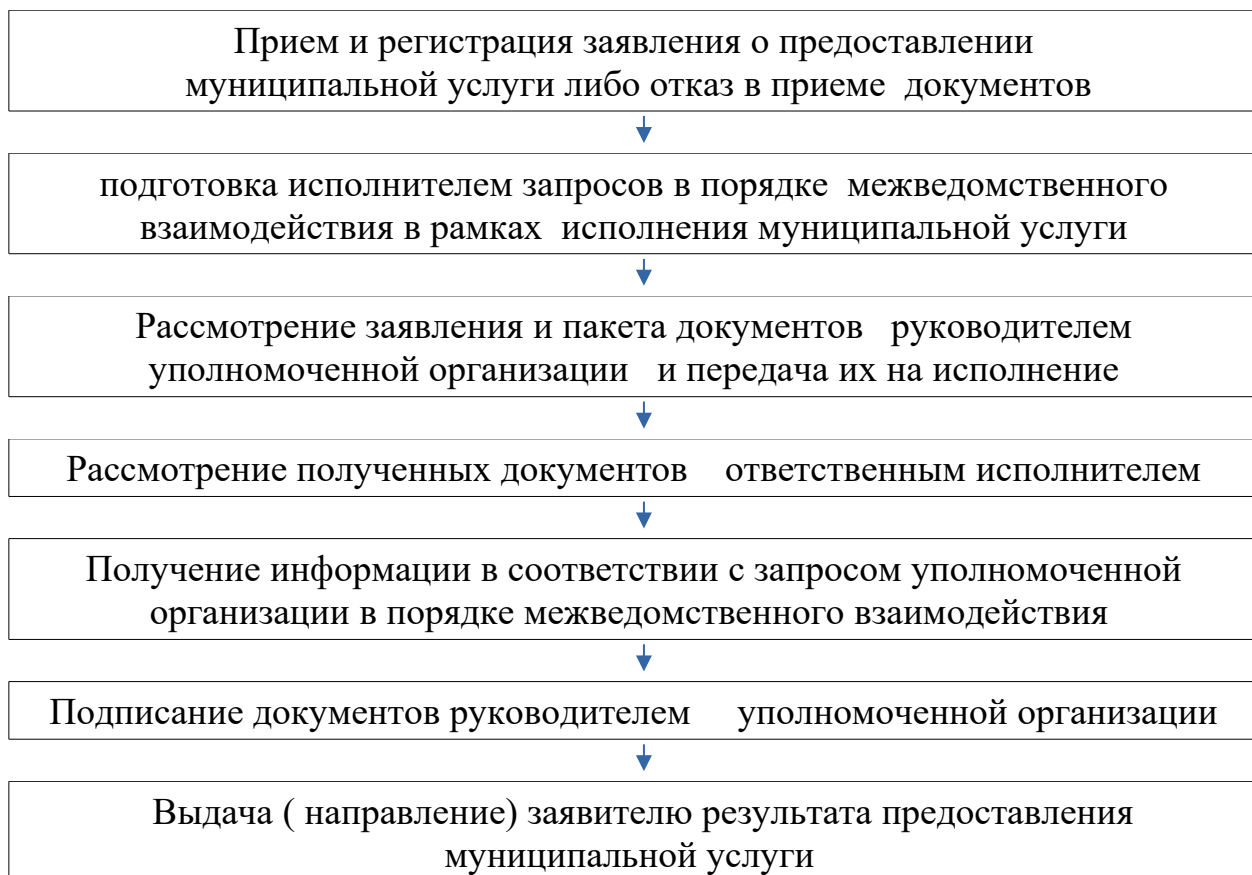 Прием и регистрация заявления о предоставлении
муниципальной услуги либо отказ в приеме документов
подготовка исполнителем запросов в порядке межведомственного
взаимодействия в рамках исполнения муниципальной услуги
Рассмотрение заявления и пакета документов руководителем
уполномоченной организации и передача их на исполнение
Рассмотрение полученных документов ответственным исполнителем
Получение информации в соответствии с запросом уполномоченной
организации в порядке межведомственного взаимодействия
Подписание документов руководителем уполномоченной организации
Выдача ( направление) заявителю результата предоставления
муниципальной услуги